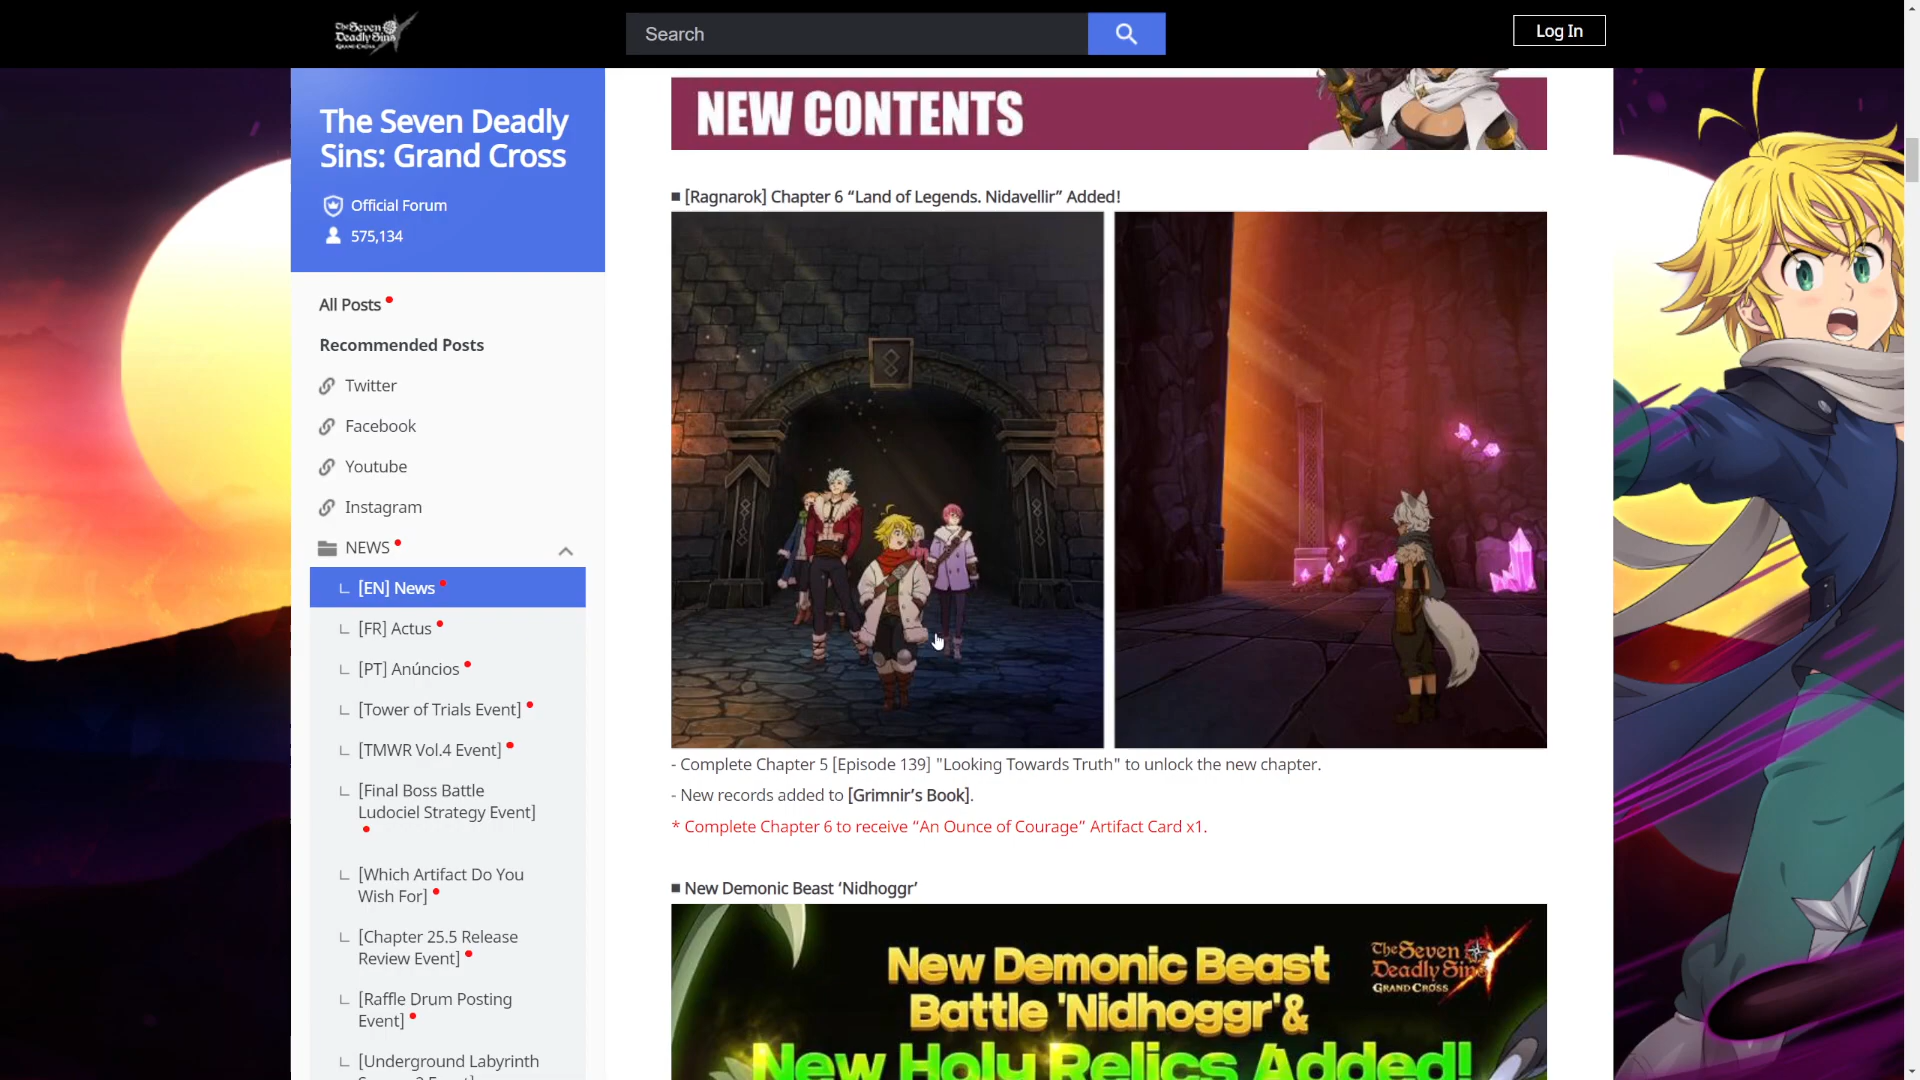 The Seven
Deadly Sins
GRAND CROSS
Search
Log In
The Seven Deadly
Sins: Grand Cross
Official Forum
575,134
All Posts
Recommended Posts
Twitter
Facebook
Youtube
Instagram
NEWS
[EN] News
[FR] Actus
[PT] Anúncios
[Tower of Trials Event]
[TMWR Vol.4 Event]
[Final Boss Battle
Ludociel Strategy Event]
[Which Artifact Do You
Wish For]
[Chapter 25.5 Release
Review Event]
[Raffle Drum Posting
Event]
[Underground Labyrinth
NEW CONTENTS
■ [Ragnarok] Chapter 6 “Land of Legends. Nidavellir” Added!
- Complete Chapter 5 [Episode 139] "Looking Towards Truth" to unlock the new chapter.
- New records added to [Grimnir’s Book].
* Complete Chapter 6 to receive “An Ounce of Courage” Artifact Card x1.
■ New Demonic Beast ‘Nidhoggr’
New Demonic Beast
Battle 'Nidhoggr'&
New Holy Relics Added!
The Seven
Deadly Sins
GRAND CROSS